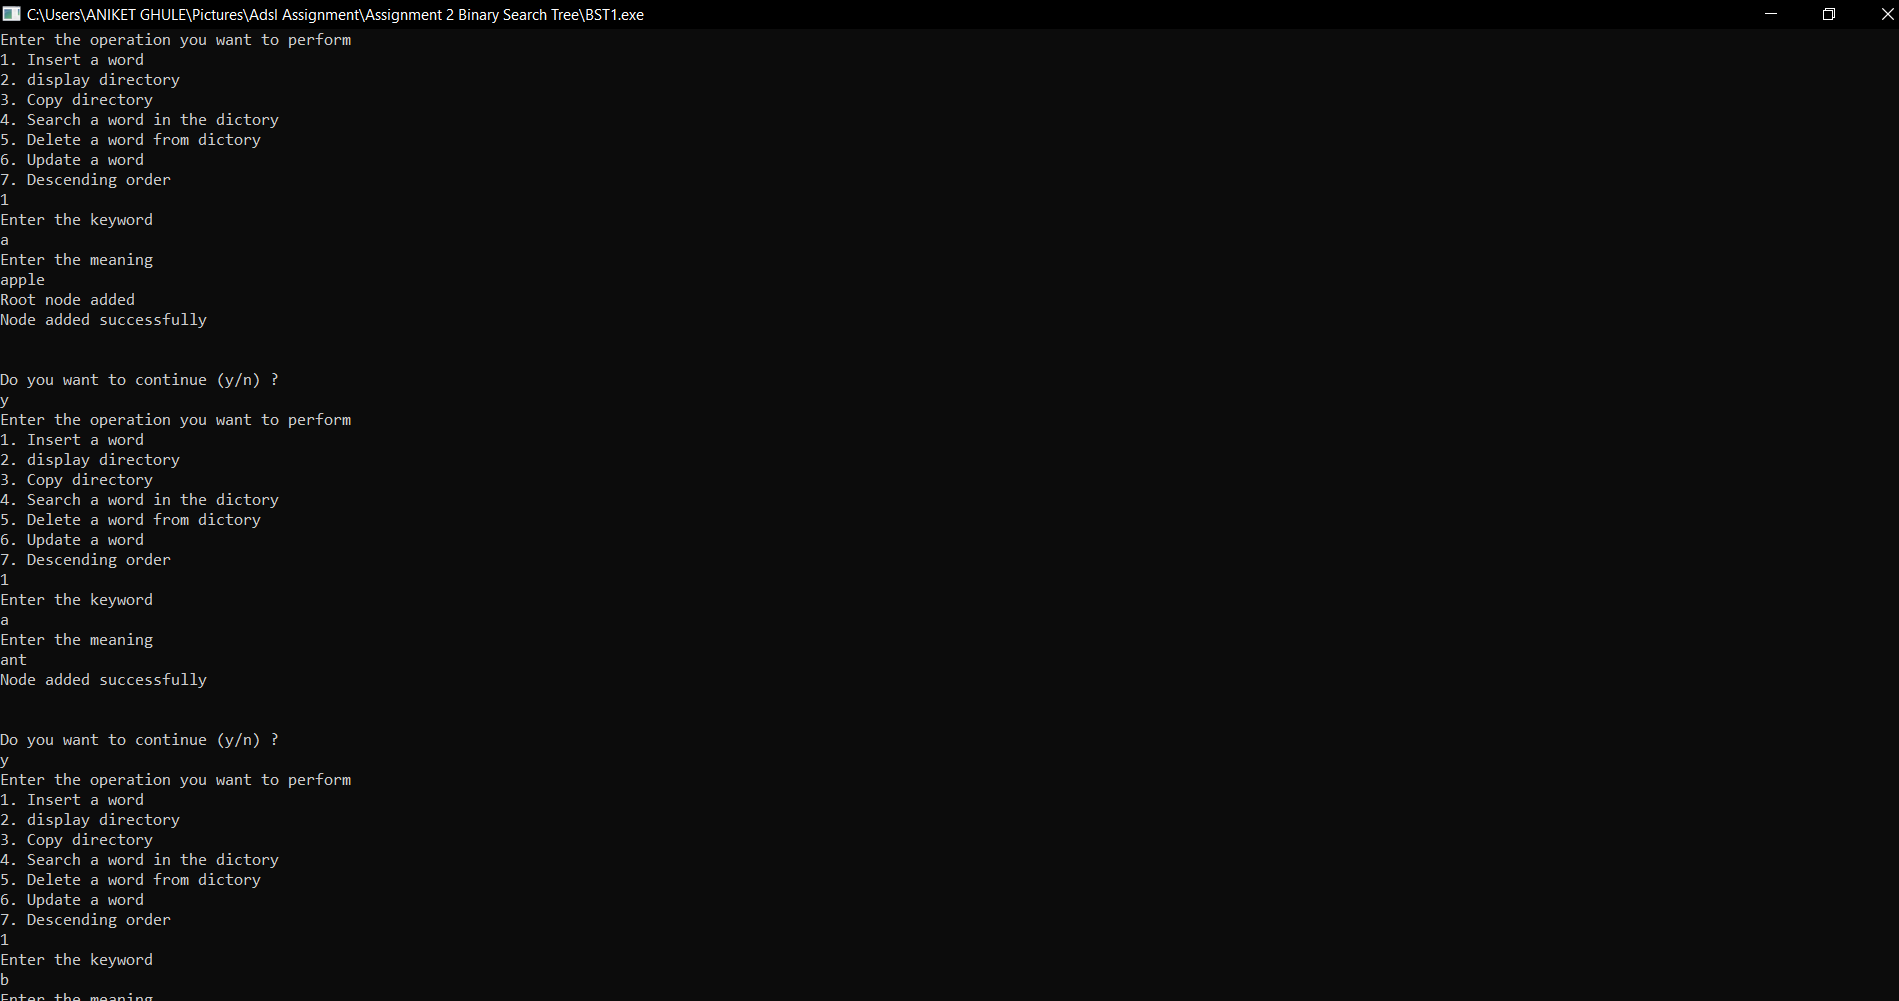 C:\Users\ANIKET GHULE\Pictures\Adsl Assignment\Assignment 2 Binary Search Tree\BST1.exe
Enter the operation you want to perform
1. Insert a word
2. display directory
3. Copy directory
4. Search a word in the dictory
5. Delete a word from dictory
6. Update a word
7. Descending order
1
Enter the keyword
a
Enter the meaning
apple
Root node added
Node added successfully
Do you want to continue (y/n) ?
y
Enter the operation you want to perform
1. Insert a word
2. display directory
3. Copy directory
4. Search a word in the dictory
5. Delete a word from dictory
6. Update a word
7. Descending order
1
Enter the keyword
a
Enter the meaning
ant
Node added successfully
Do you want to continue (y/n) ?
y
Enter the operation you want to perform
1. Insert a word
2. display directory
3. Copy directory
4. Search a word in the dictory
5. Delete a word from dictory
6. Update a word
7. Descending order
1
Enter the keyword
b
Enter the meaning